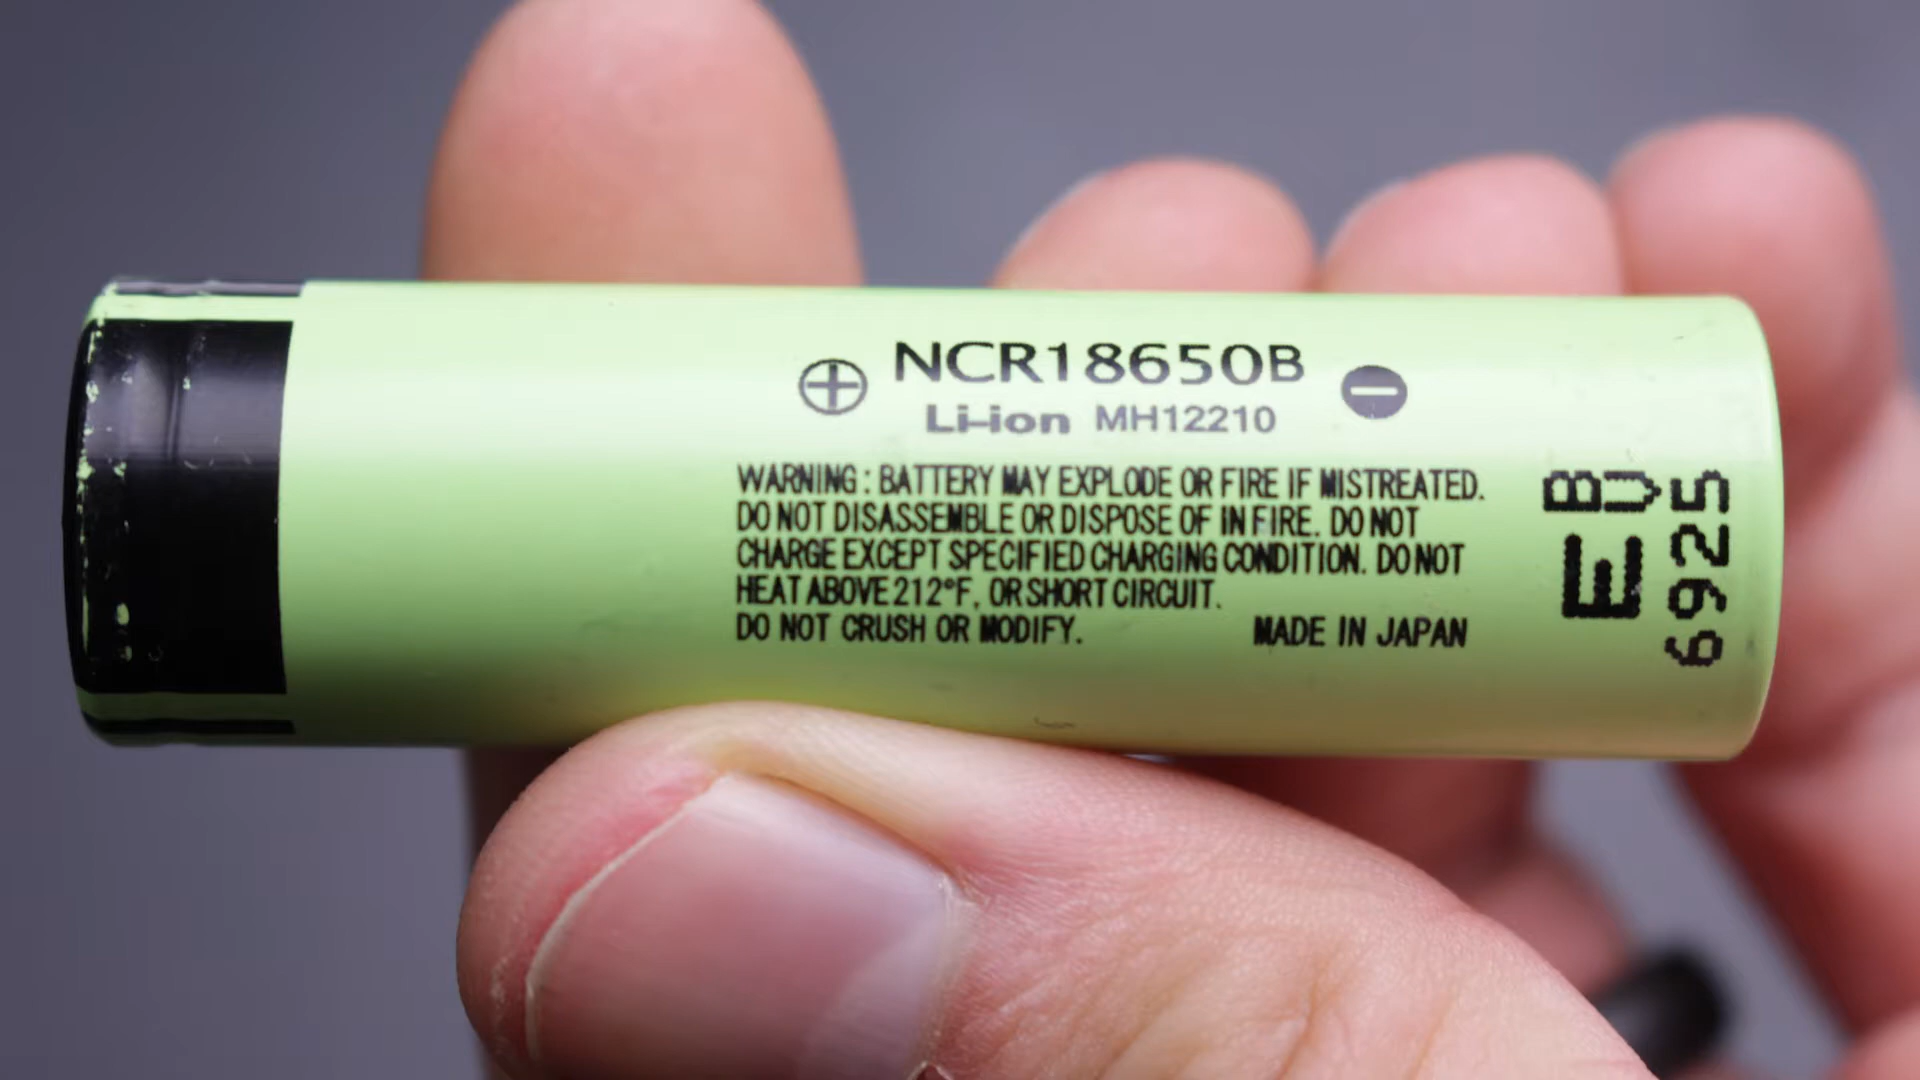 NCR18650B
Li-ion MH12210
WARNING : BATTERY MAY EXPLODE OR FIRE IF MISTREATED.
DO NOT DISASSEMBLE OR DISPOSE OF IN FIRE. DO NOT
CHARGE EXCEPT SPECIFIED CHARGING CONDITION. DO NOT
HEAT ABOVE 212°F, OR SHORT CIRCUIT.
DO NOT CRUSH OR MODIFY. MADE IN JAPAN
E BU
6925